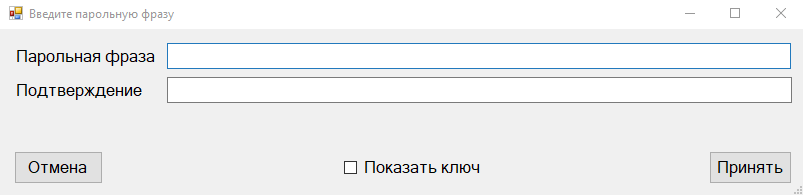 Введите парольную фразу
Парольная фраза
Подтверждение
Отмена
Показать ключ
Принять